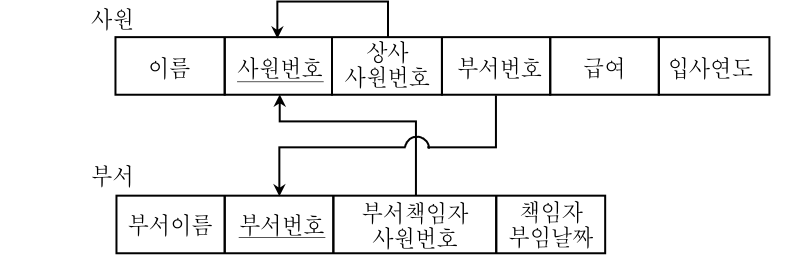 사원
이름 사원번호 상사 사원번호 부서번호 급여 입사연도
부서
부서이름 부서번호 부서책임자 사원번호 책임자 부임날짜